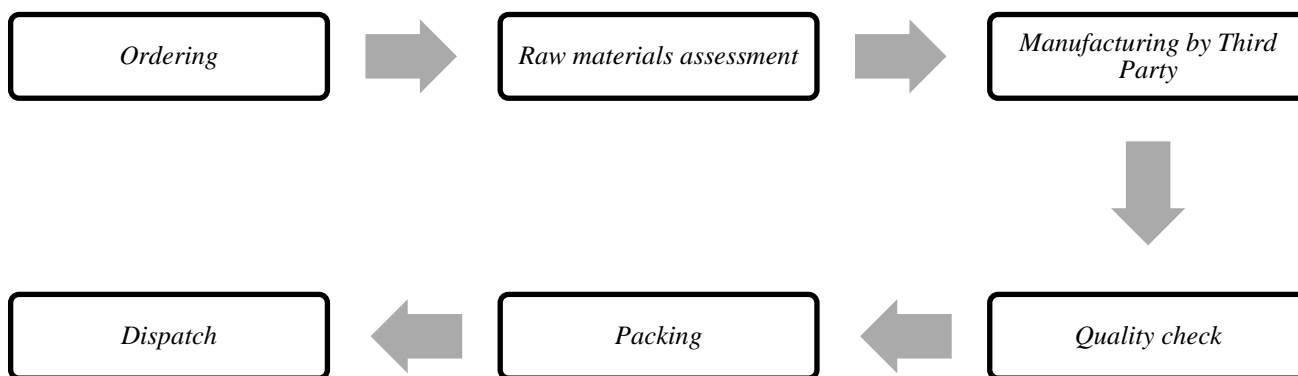 Ordering
Raw materials assessment
Manufacturing by Third
Party
Quality check
Packing
Dispatch